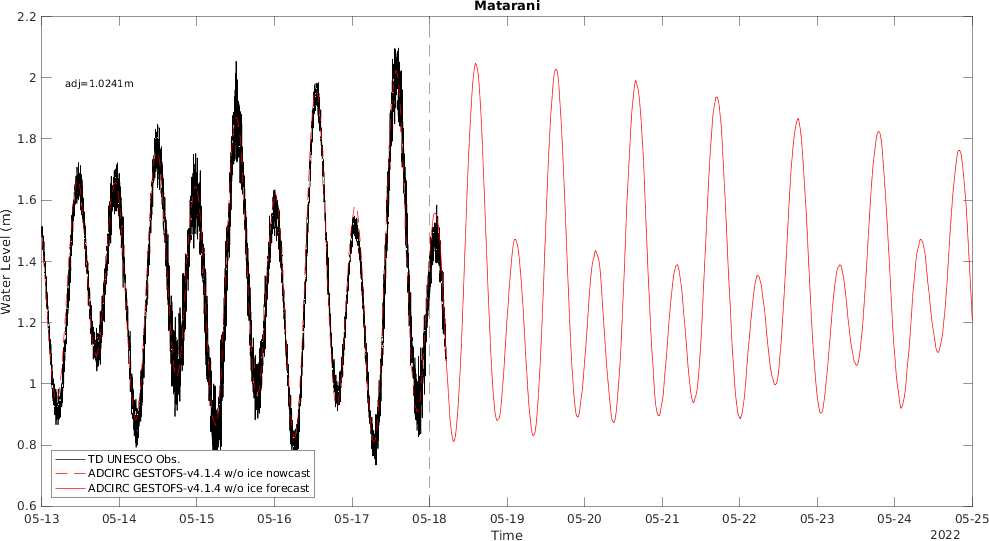 Matarani
2.2
2
1.8
1.6
1.4
1.2
1
0.8
0.6
Water Level (m)
adj=1.0241m
TD UNESCO Obs.
ADCIRC GESTOFS-v4.1.4 w/o ice nowcast
ADCIRC GESTOFS-v4.1.4 w/o ice forecast
05-13 05-14 05-15 05-16 05-17 05-18 05-19 05-20 05-21 05-22 05-23 05-24 05-25
Time
2022